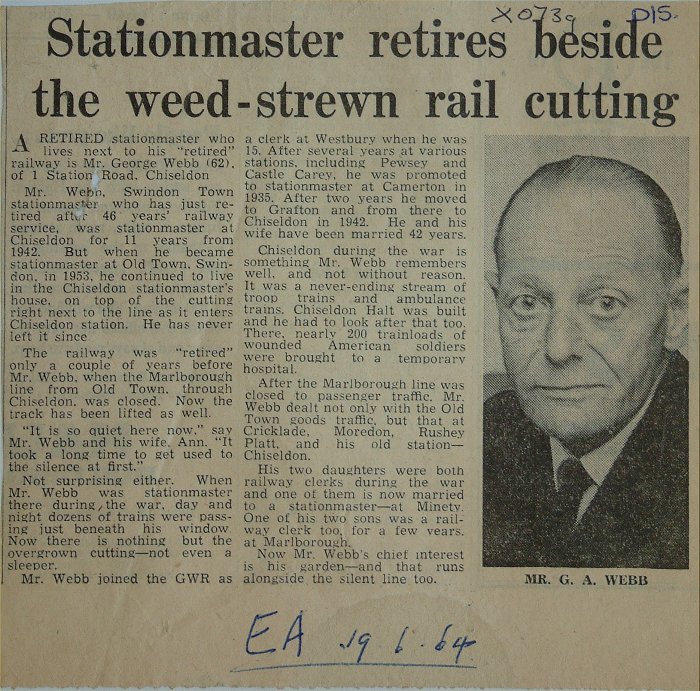 X073g D15.
Stationmaster retires beside
the weed-strewn rail cutting
A RETIRED stationmaster who
lives next to his "retired"
railway is Mr. George Webb (62),
of 1 Station Road, Chiseldon
Mr. Webb, Swindon Town
stationmaster who has just re-
tired after 46 years' railway
service, was stationmaster at
Chiseldon for 11 years from
1942. But when he became
stationmaster at Old Town, Swin-
don, in 1953, he continued to live
in the Chiseldon stationmaster's
house, on top of the cutting
right next to the line as it enters
Chiseldon station. He has never
left it since
The railway was "retired"
only a couple of years before
Mr. Webb, when the Marlborough
line from Old Town, through
Chiseldon, was closed. Now the
track has been lifted as well.
"It is so quiet here now," say
Mr. Webb and his wife, Ann. "It
took a long time to get used to
the silence at first."
Not surprising either. When
Mr. Webb was stationmaster
there during the war, day and
night dozens of trains were pass-
ing just beneath his window
Now there is nothing but the
overgrown cutting—not even a
sleeper.
Mr. Webb joined the GWR as
a clerk at Westbury when he was
15. After several years at various
stations, including Pewsey and
Castle Carey, he was promoted
to stationmaster at Camerton in
1935. After two years he moved
to Grafton and from there to
Chiseldon in 1942. He and his
wife have been married 42 years.
Chiseldon during the war is
something Mr. Webb remembers
well, and not without reason.
It was a never-ending stream of
troop trains and ambulance
trains. Chiseldon Halt was built
and he had to look after that too.
There, nearly 200 trainloads of
wounded American soldiers
were brought to a temporary
hospital.
After the Marlborough line was
closed to passenger traffic, Mr.
Webb dealt not only with the Old
Town goods traffic, but that at
Cricklade, Moredon, Rushey
Platt, and his old station—
Chiseldon.
His two daughters were both
railway clerks during the war
and one of them is now married
to a stationmaster—at Minety.
One of his two sons was a rail-
way clerk too, for a few years,
at Marlborough.
Now Mr. Webb's chief interest
is his garden—and that runs
alongside the silent line too.
MR. G. A. WEBB
EA 19.6.64